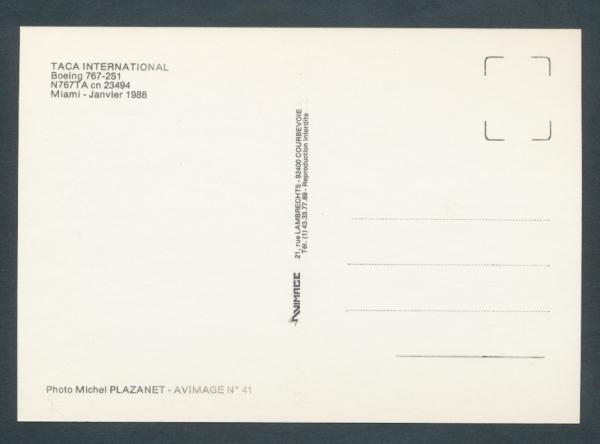 TACA INTERNATIONAL
Boeing 767-2S1
N767TA cn 23494
Miami - Janvier 1988
21, rue LAMBRECHTS - 92400 COURBEVOIE
Tél. (1) 43.33.77.89 - Reproduction interdite
AVIMAGE
Photo Michel PLAZANET - AVIMAGE N° 41